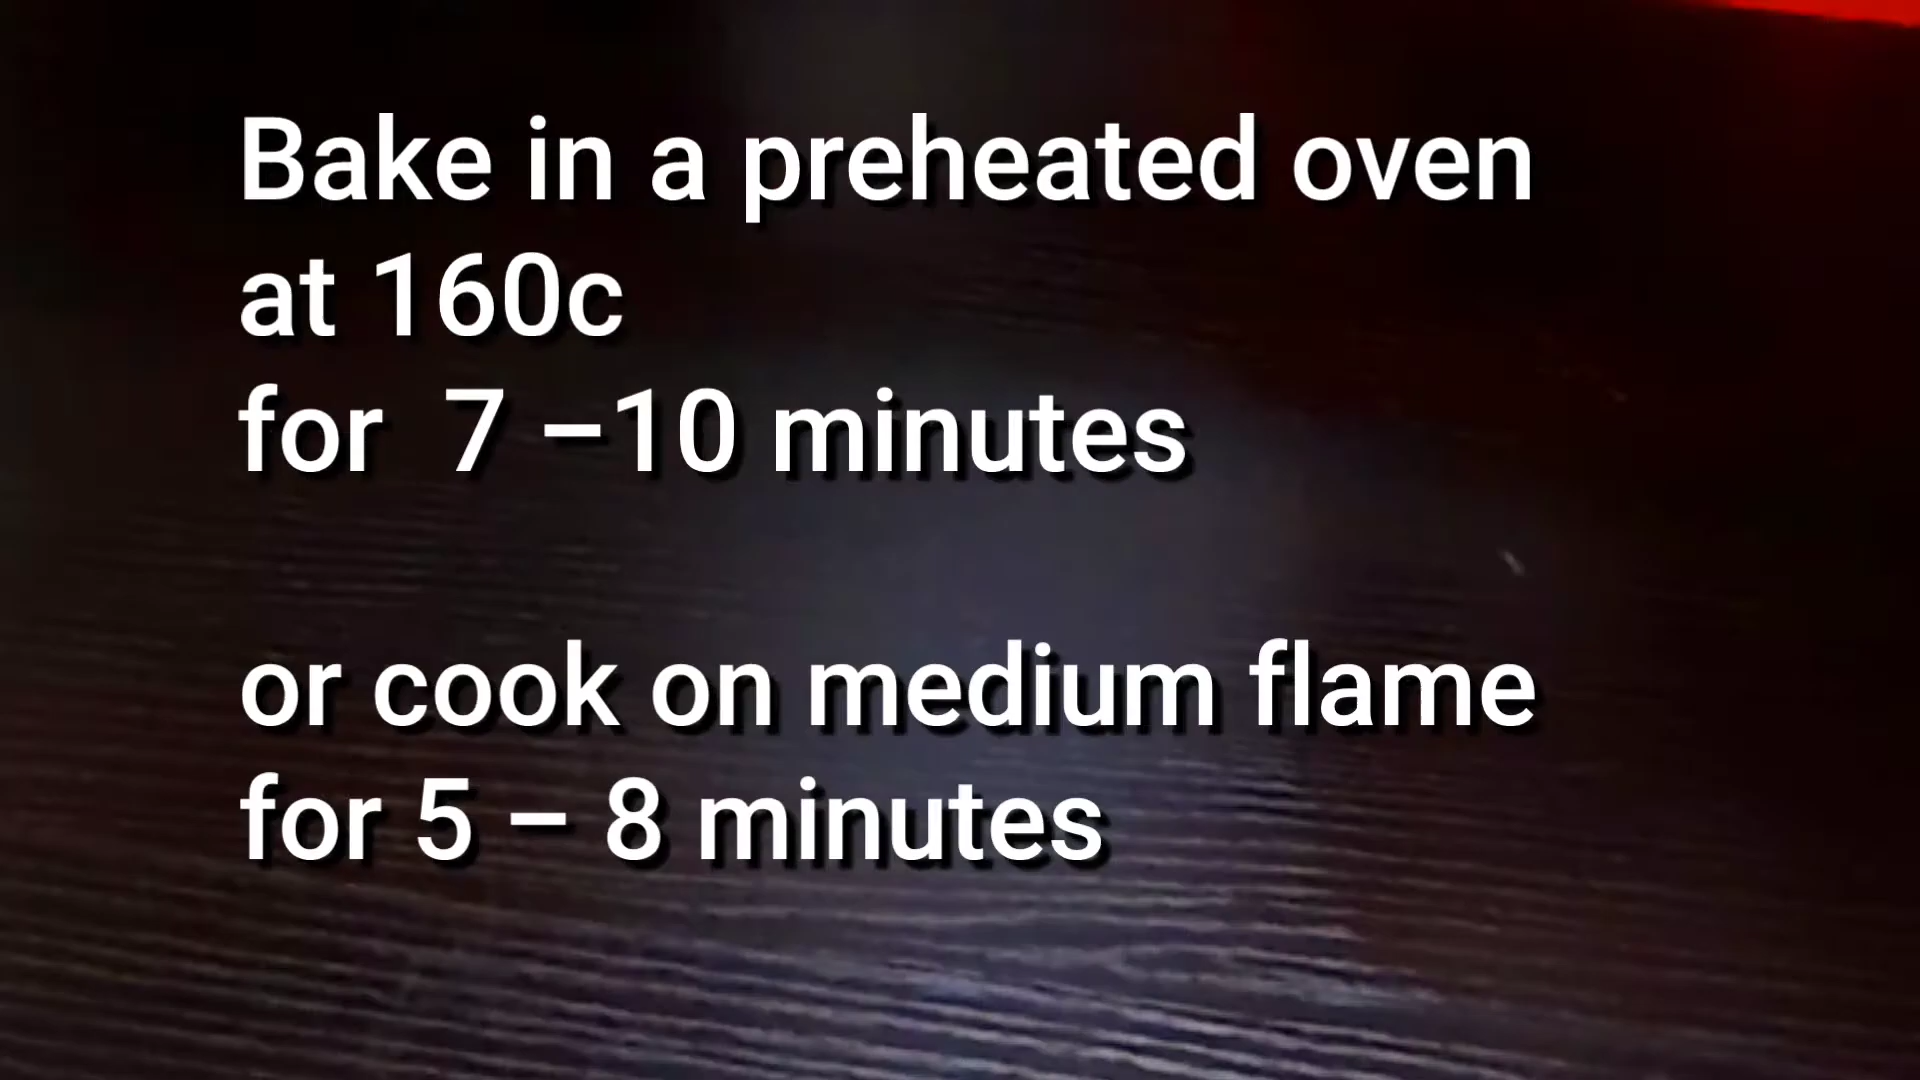 Bake in a preheated oven
at 160c
for  7 –10 minutes
or cook on medium flame
for 5 – 8 minutes